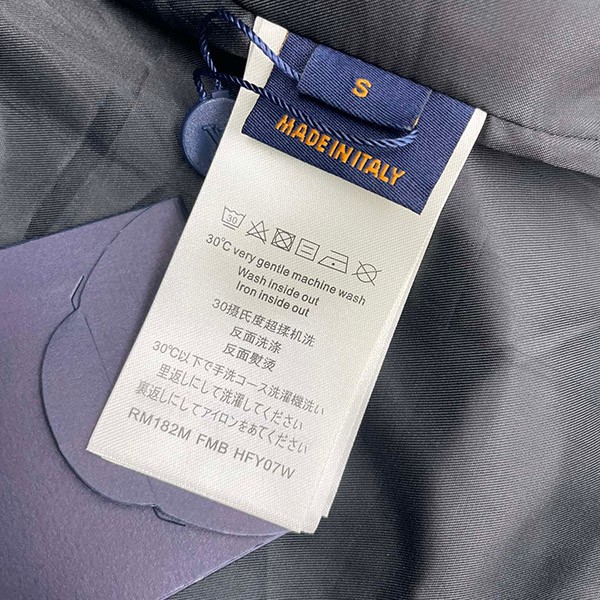 S
MADE IN ITALY
30
30℃ very gentle machine wash
Wash inside out
Iron inside out
30摄氏度超揉机洗
反面洗涤
反面熨烫
30℃以下で手洗コース洗濯機洗い
里返しにして洗濯してください
裏返しにしてアイロンをあてください
RM182M FMB HFY07W